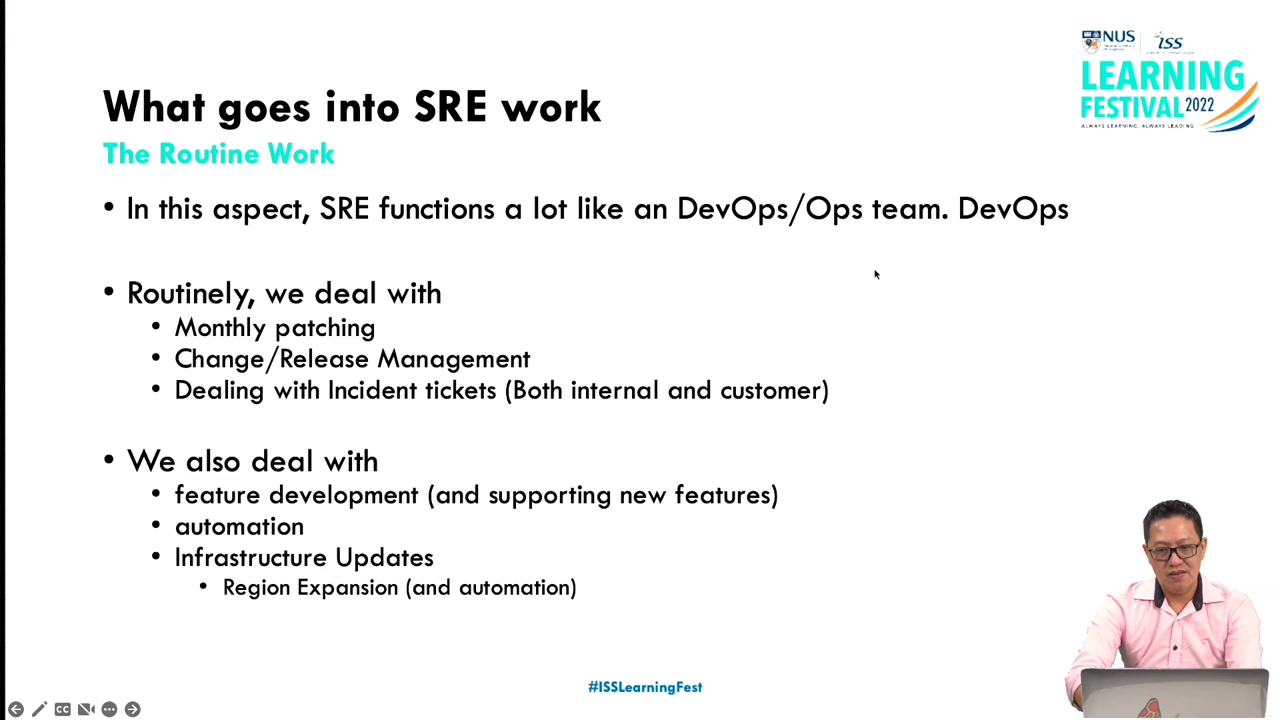 NUS
iss
LEARNING
FESTIVAL 2022
ALWAYS LEARNING, ALWAYS LEADING
What goes into SRE work
The Routine Work
• In this aspect, SRE functions a lot like an DevOps/Ops team. DevOps
• Routinely, we deal with
• Monthly patching
• Change/Release Management
• Dealing with Incident tickets (Both internal and customer)
• We also deal with
• feature development (and supporting new features)
• automation
• Infrastructure Updates
• Region Expansion (and automation)
#ISSLearningFest
CC